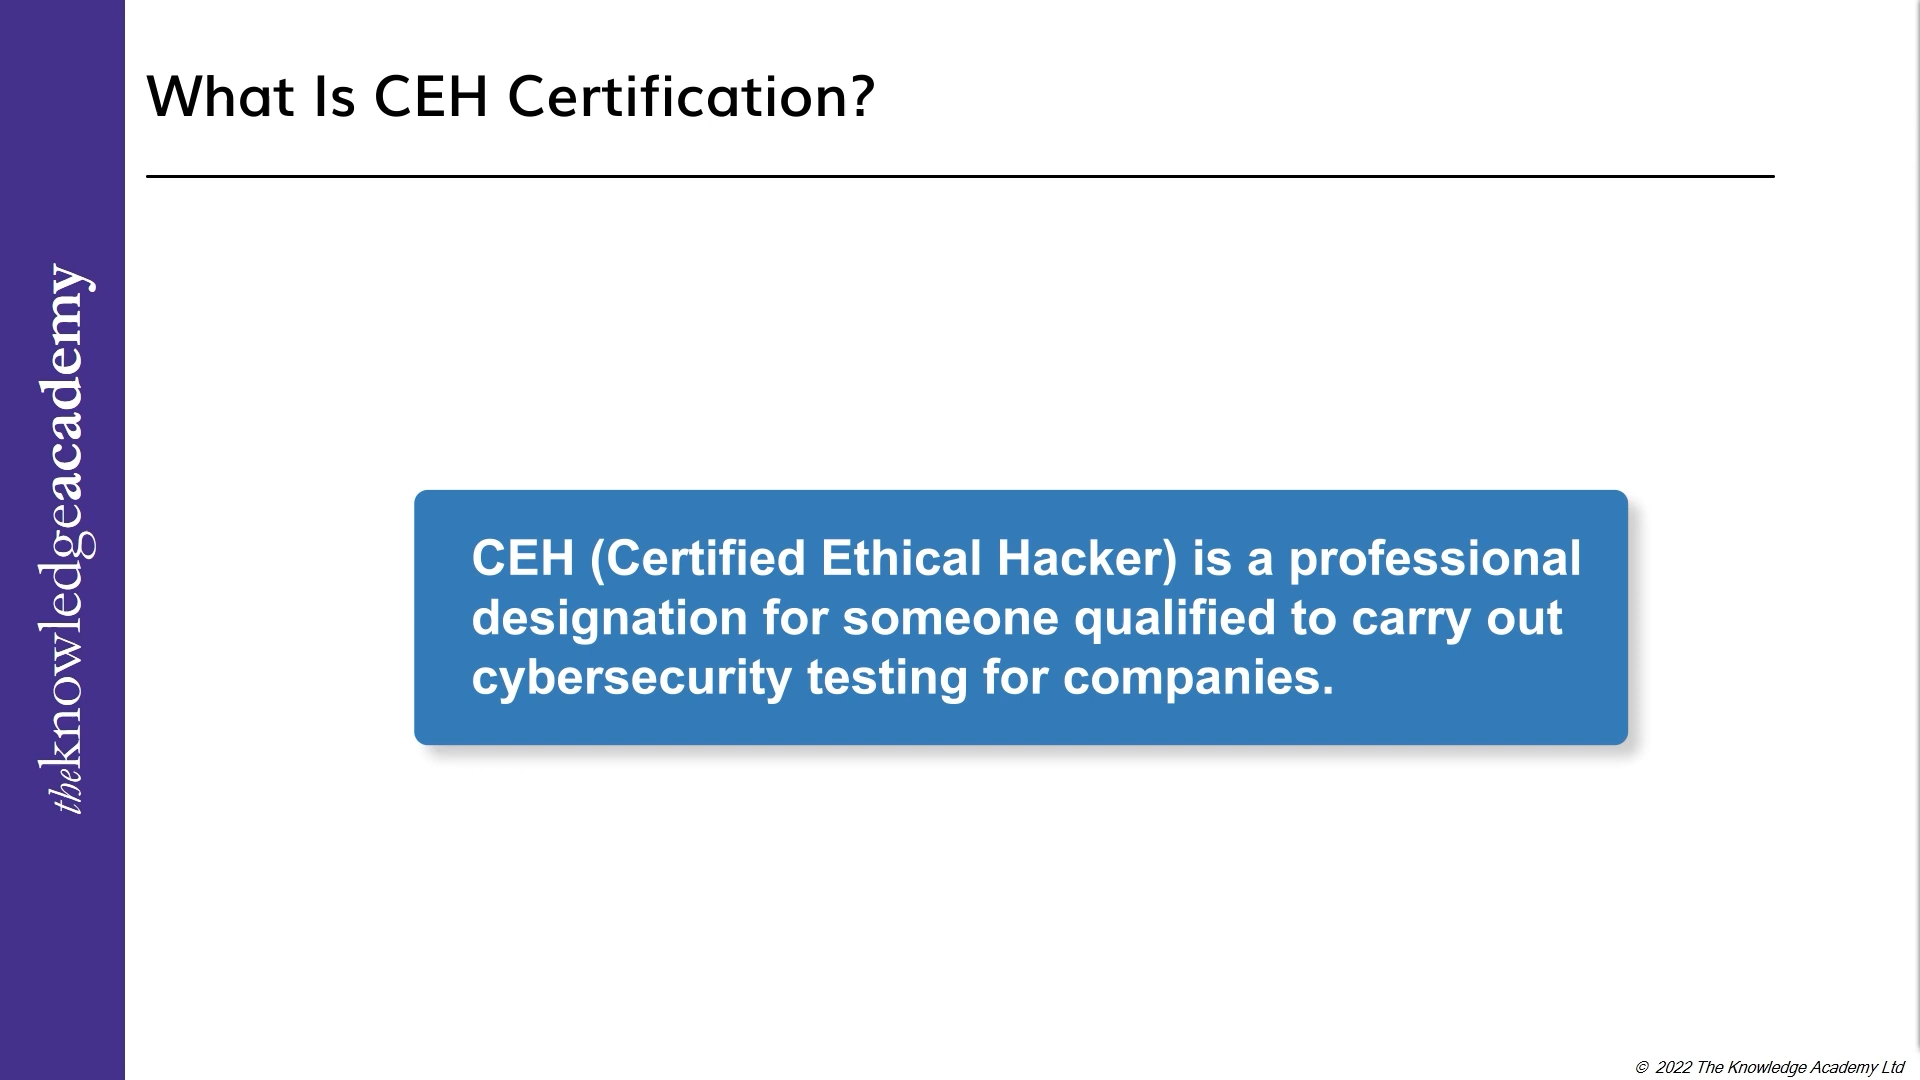 What Is CEH Certification?
CEH (Certified Ethical Hacker) is a professional
designation for someone qualified to carry out
cybersecurity testing for companies.
theknowledgeacademy
© 2022 The Knowledge Academy Ltd